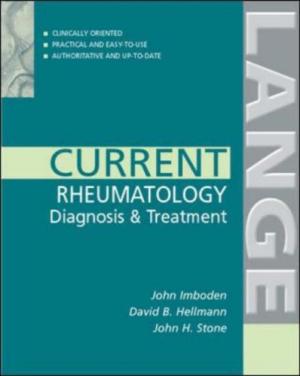 ■ CLINICALLY ORIENTED
■ PRACTICAL AND EASY-TO-USE
■ AUTHORITATIVE AND UP-TO-DATE
LANGE
CURRENT
RHEUMATOLOGY
Diagnosis & Treatment
John Imboden
David B. Hellmann
John H. Stone